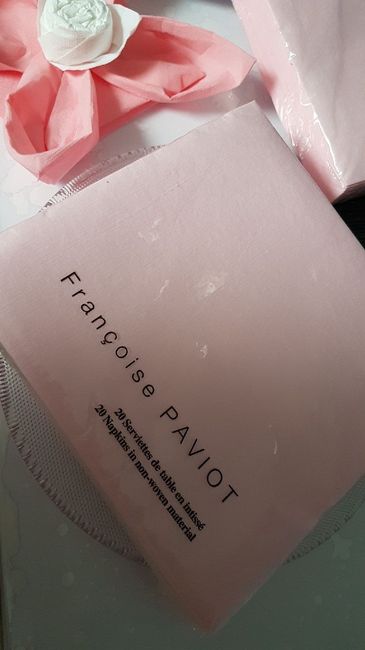 Françoise PAVIOT
20 Serviettes de table en intissé
20 Napkins in non-woven material